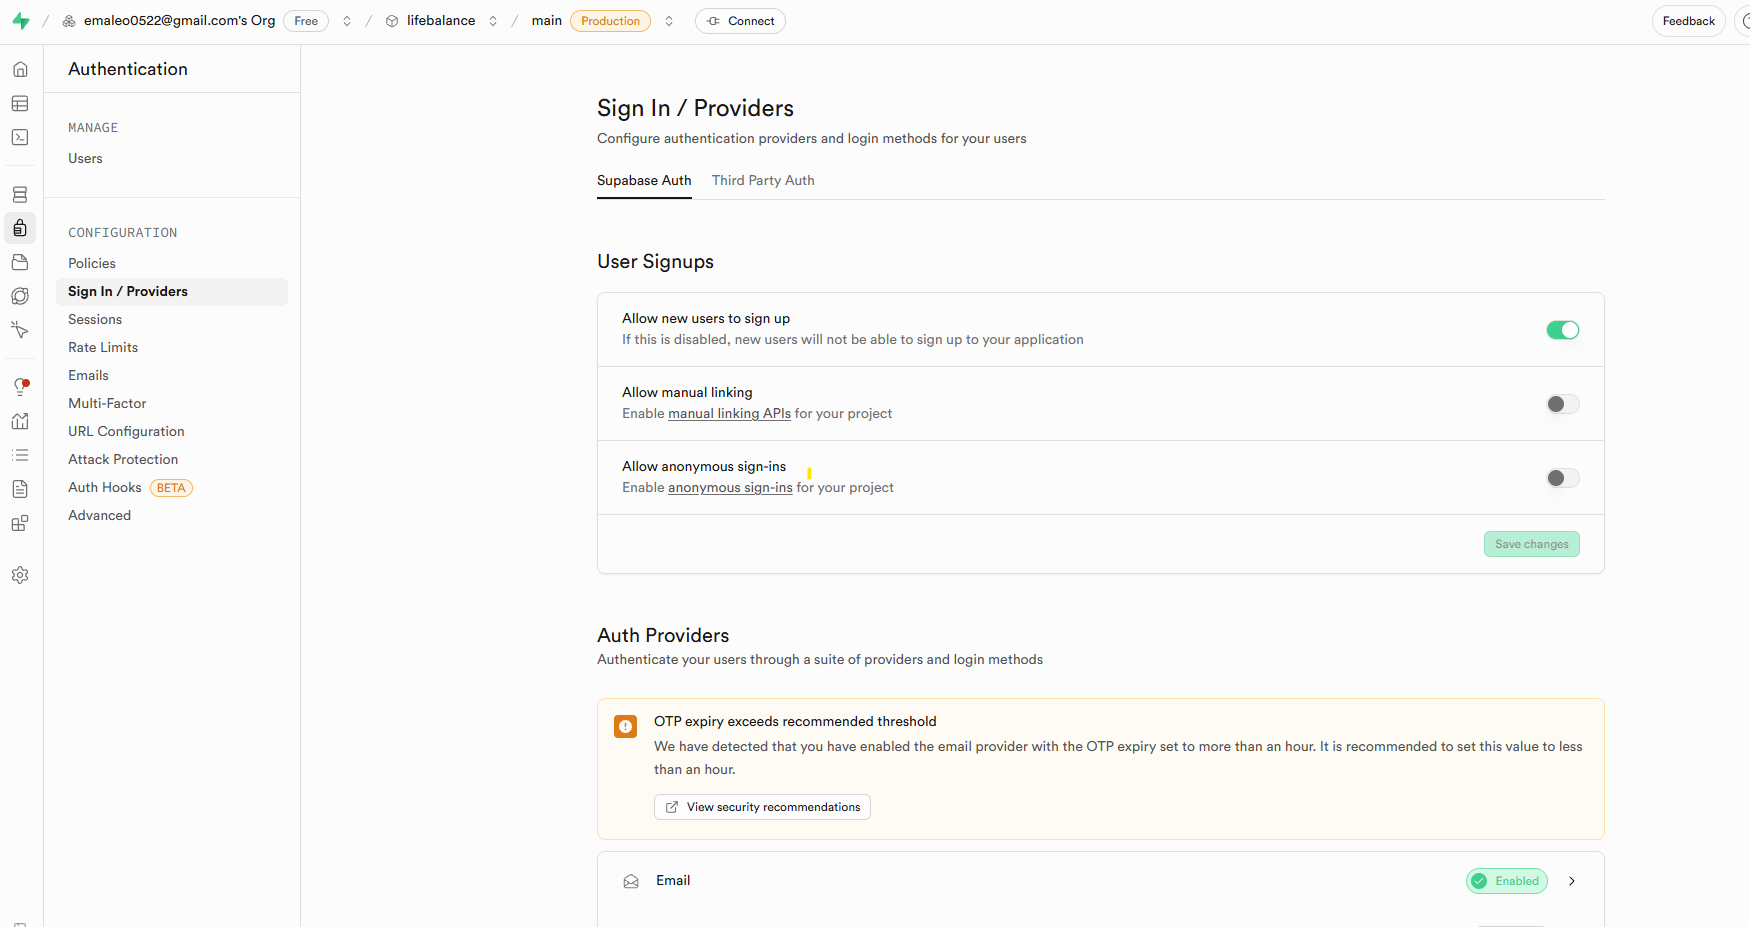 emaleo0522@gmail.com's Org Free lifebalance main Production Connect Feedback
Authentication
MANAGE
Users
CONFIGURATION
Policies
Sign In / Providers
Sessions
Rate Limits
Emails
Multi-Factor
URL Configuration
Attack Protection
Auth Hooks BETA
Advanced
Sign In / Providers
Configure authentication providers and login methods for your users
Supabase Auth Third Party Auth
User Signups
Allow new users to sign up
If this is disabled, new users will not be able to sign up to your application
Allow manual linking
Enable manual linking APIs for your project
Allow anonymous sign-ins
Enable anonymous sign-ins for your project
Save changes
Auth Providers
Authenticate your users through a suite of providers and login methods
OTP expiry exceeds recommended threshold
We have detected that you have enabled the email provider with the OTP expiry set to more than an hour. It is recommended to set this value to less
than an hour.
View security recommendations
Email Enabled